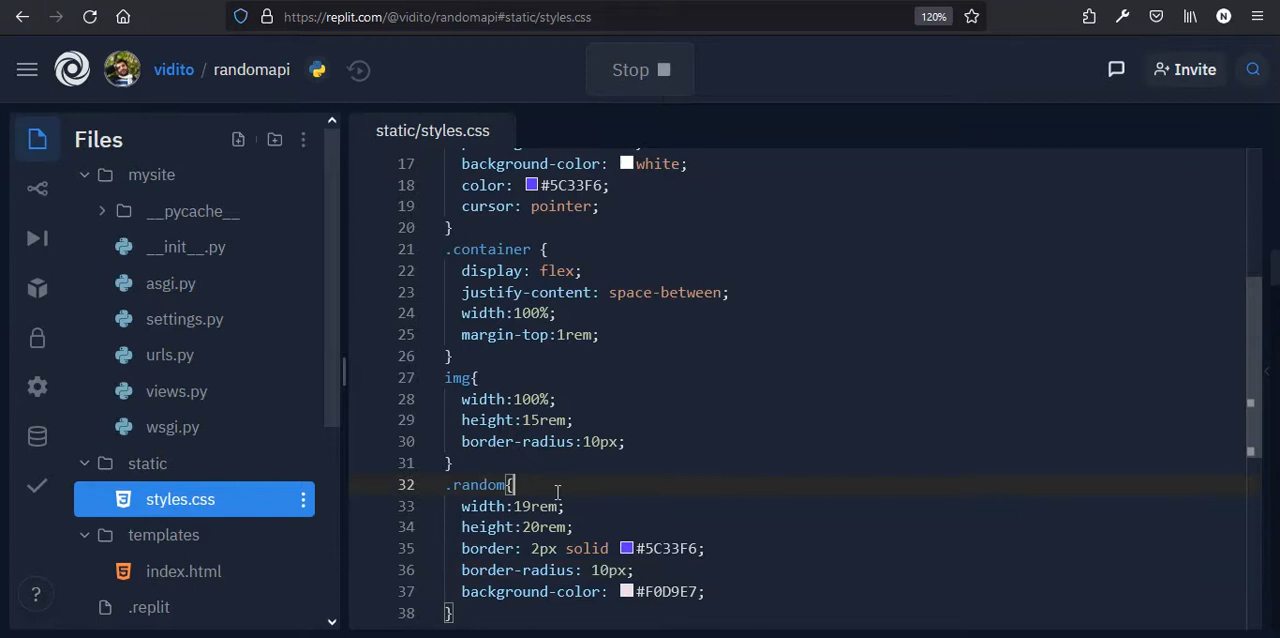 https://replit.com/@vidito/randomapi#static/styles.css
120%
N
vidito / randomapi
Stop
Invite
Files
mysite
__pycache__
__init__.py
asgi.py
settings.py
urls.py
views.py
wsgi.py
static
styles.css
templates
index.html
.replit
?
static/styles.css
17 background-color: white;
18 color: #5C33F6;
19 cursor: pointer;
20 }
21 .container {
22 display: flex;
23 justify-content: space-between;
24 width:100%;
25 margin-top:1rem;
26 }
27 img{
28 width:100%;
29 height:15rem;
30 border-radius:10px;
31 }
32 .random{
33 width:19rem;
34 height:20rem;
35 border: 2px solid #5C33F6;
36 border-radius: 10px;
37 background-color: #F0D9E7;
38 }